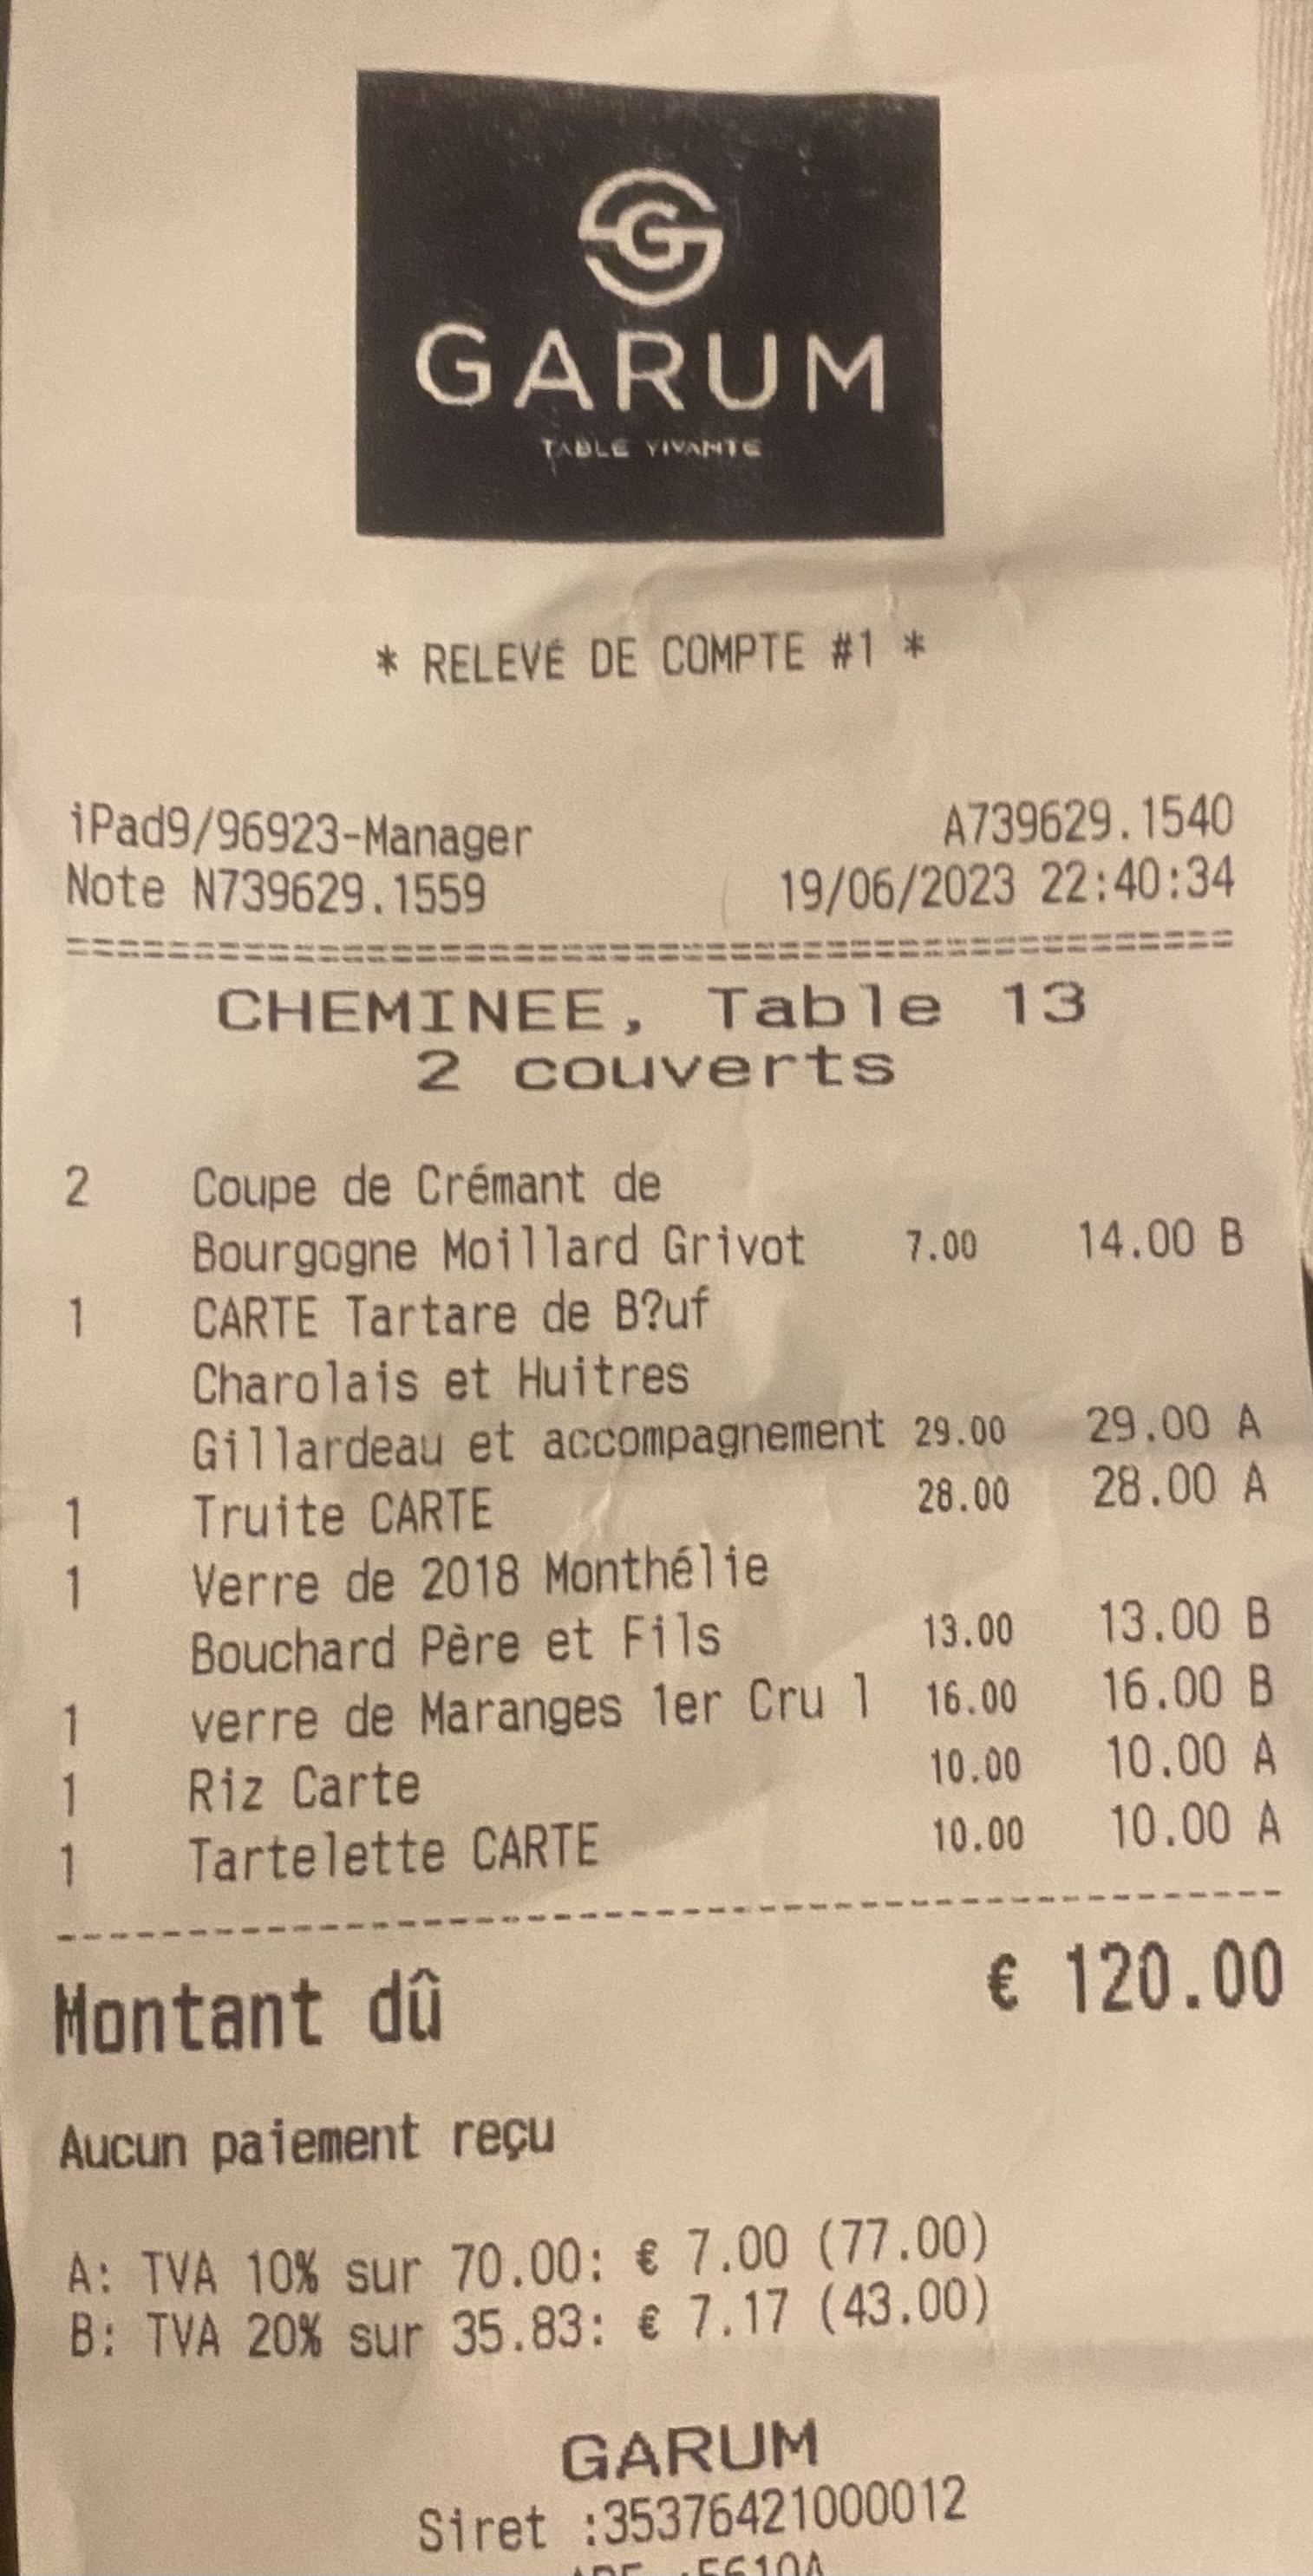 G
GARUM
TABLE VIVANTE
* RELEVÉ DE COMPTE #1 *
iPad9/96923-Manager A739629.1540
Note N739629.1559 19/06/2023 22:40:34
================================================
CHEMINEE, Table 13
2 couverts
2 Coupe de Crémant de
Bourgogne Moillard Grivot 7.00 14.00 B
1 CARTE Tartare de B?uf
Charolais et Huitres
Gillardeau et accompagnement 29.00 29.00 A
1 Truite CARTE 28.00 28.00 A
1 Verre de 2018 Monthélie
Bouchard Père et Fils 13.00 13.00 B
1 verre de Maranges 1er Cru 1 16.00 16.00 B
1 Riz Carte 10.00 10.00 A
1 Tartelette CARTE 10.00 10.00 A
------------------------------------------------
Montant dû € 120.00
Aucun paiement reçu
A: TVA 10% sur 70.00: € 7.00 (77.00)
B: TVA 20% sur 35.83: € 7.17 (43.00)
GARUM
Siret :35376421000012
APE :5610A